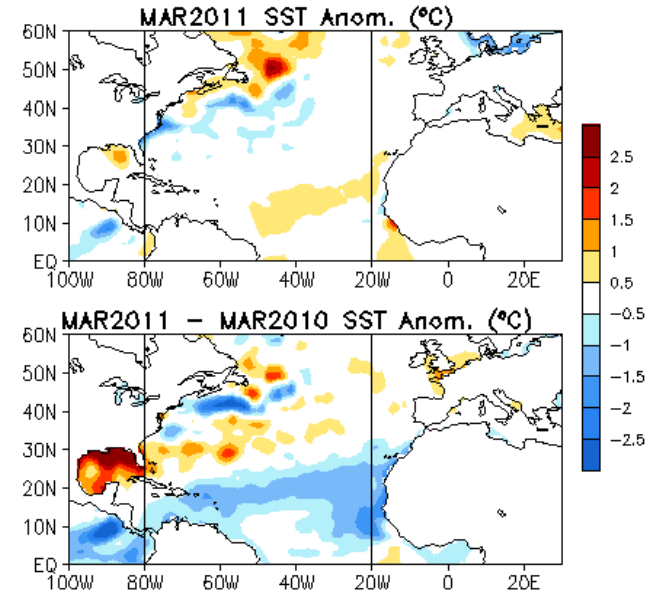 MAR2011 SST Anom. (°C)
60N
50N
40N
30N
20N
10N
EQ
100W 80W 60W 40W 20W 0 20E
2.5
2
1.5
1
0.5
-0.5
-1
-1.5
-2
-2.5
MAR2011 - MAR2010 SST Anom. (°C)
60N
50N
40N
30N
20N
10N
EQ
100W 80W 60W 40W 20W 0 20E